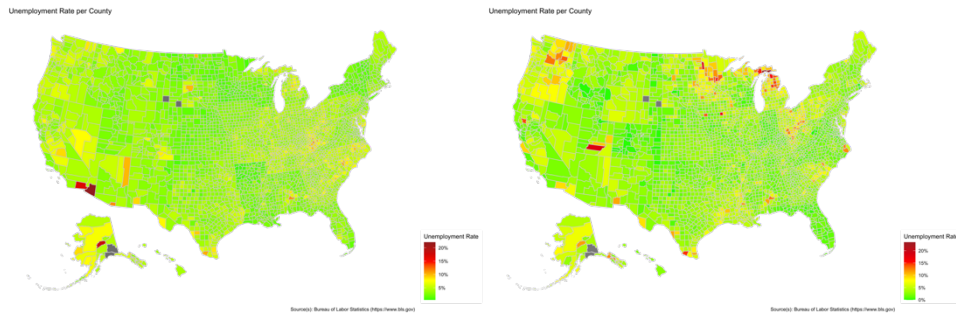 Unemployment Rate per County
Unemployment Rate
20%
15%
10%
5%
Source(s): Bureau of Labor Statistics (https://www.bls.gov)
Unemployment Rate per County
Unemployment Rate
20%
15%
10%
5%
0%
Source(s): Bureau of Labor Statistics (https://www.bls.gov)